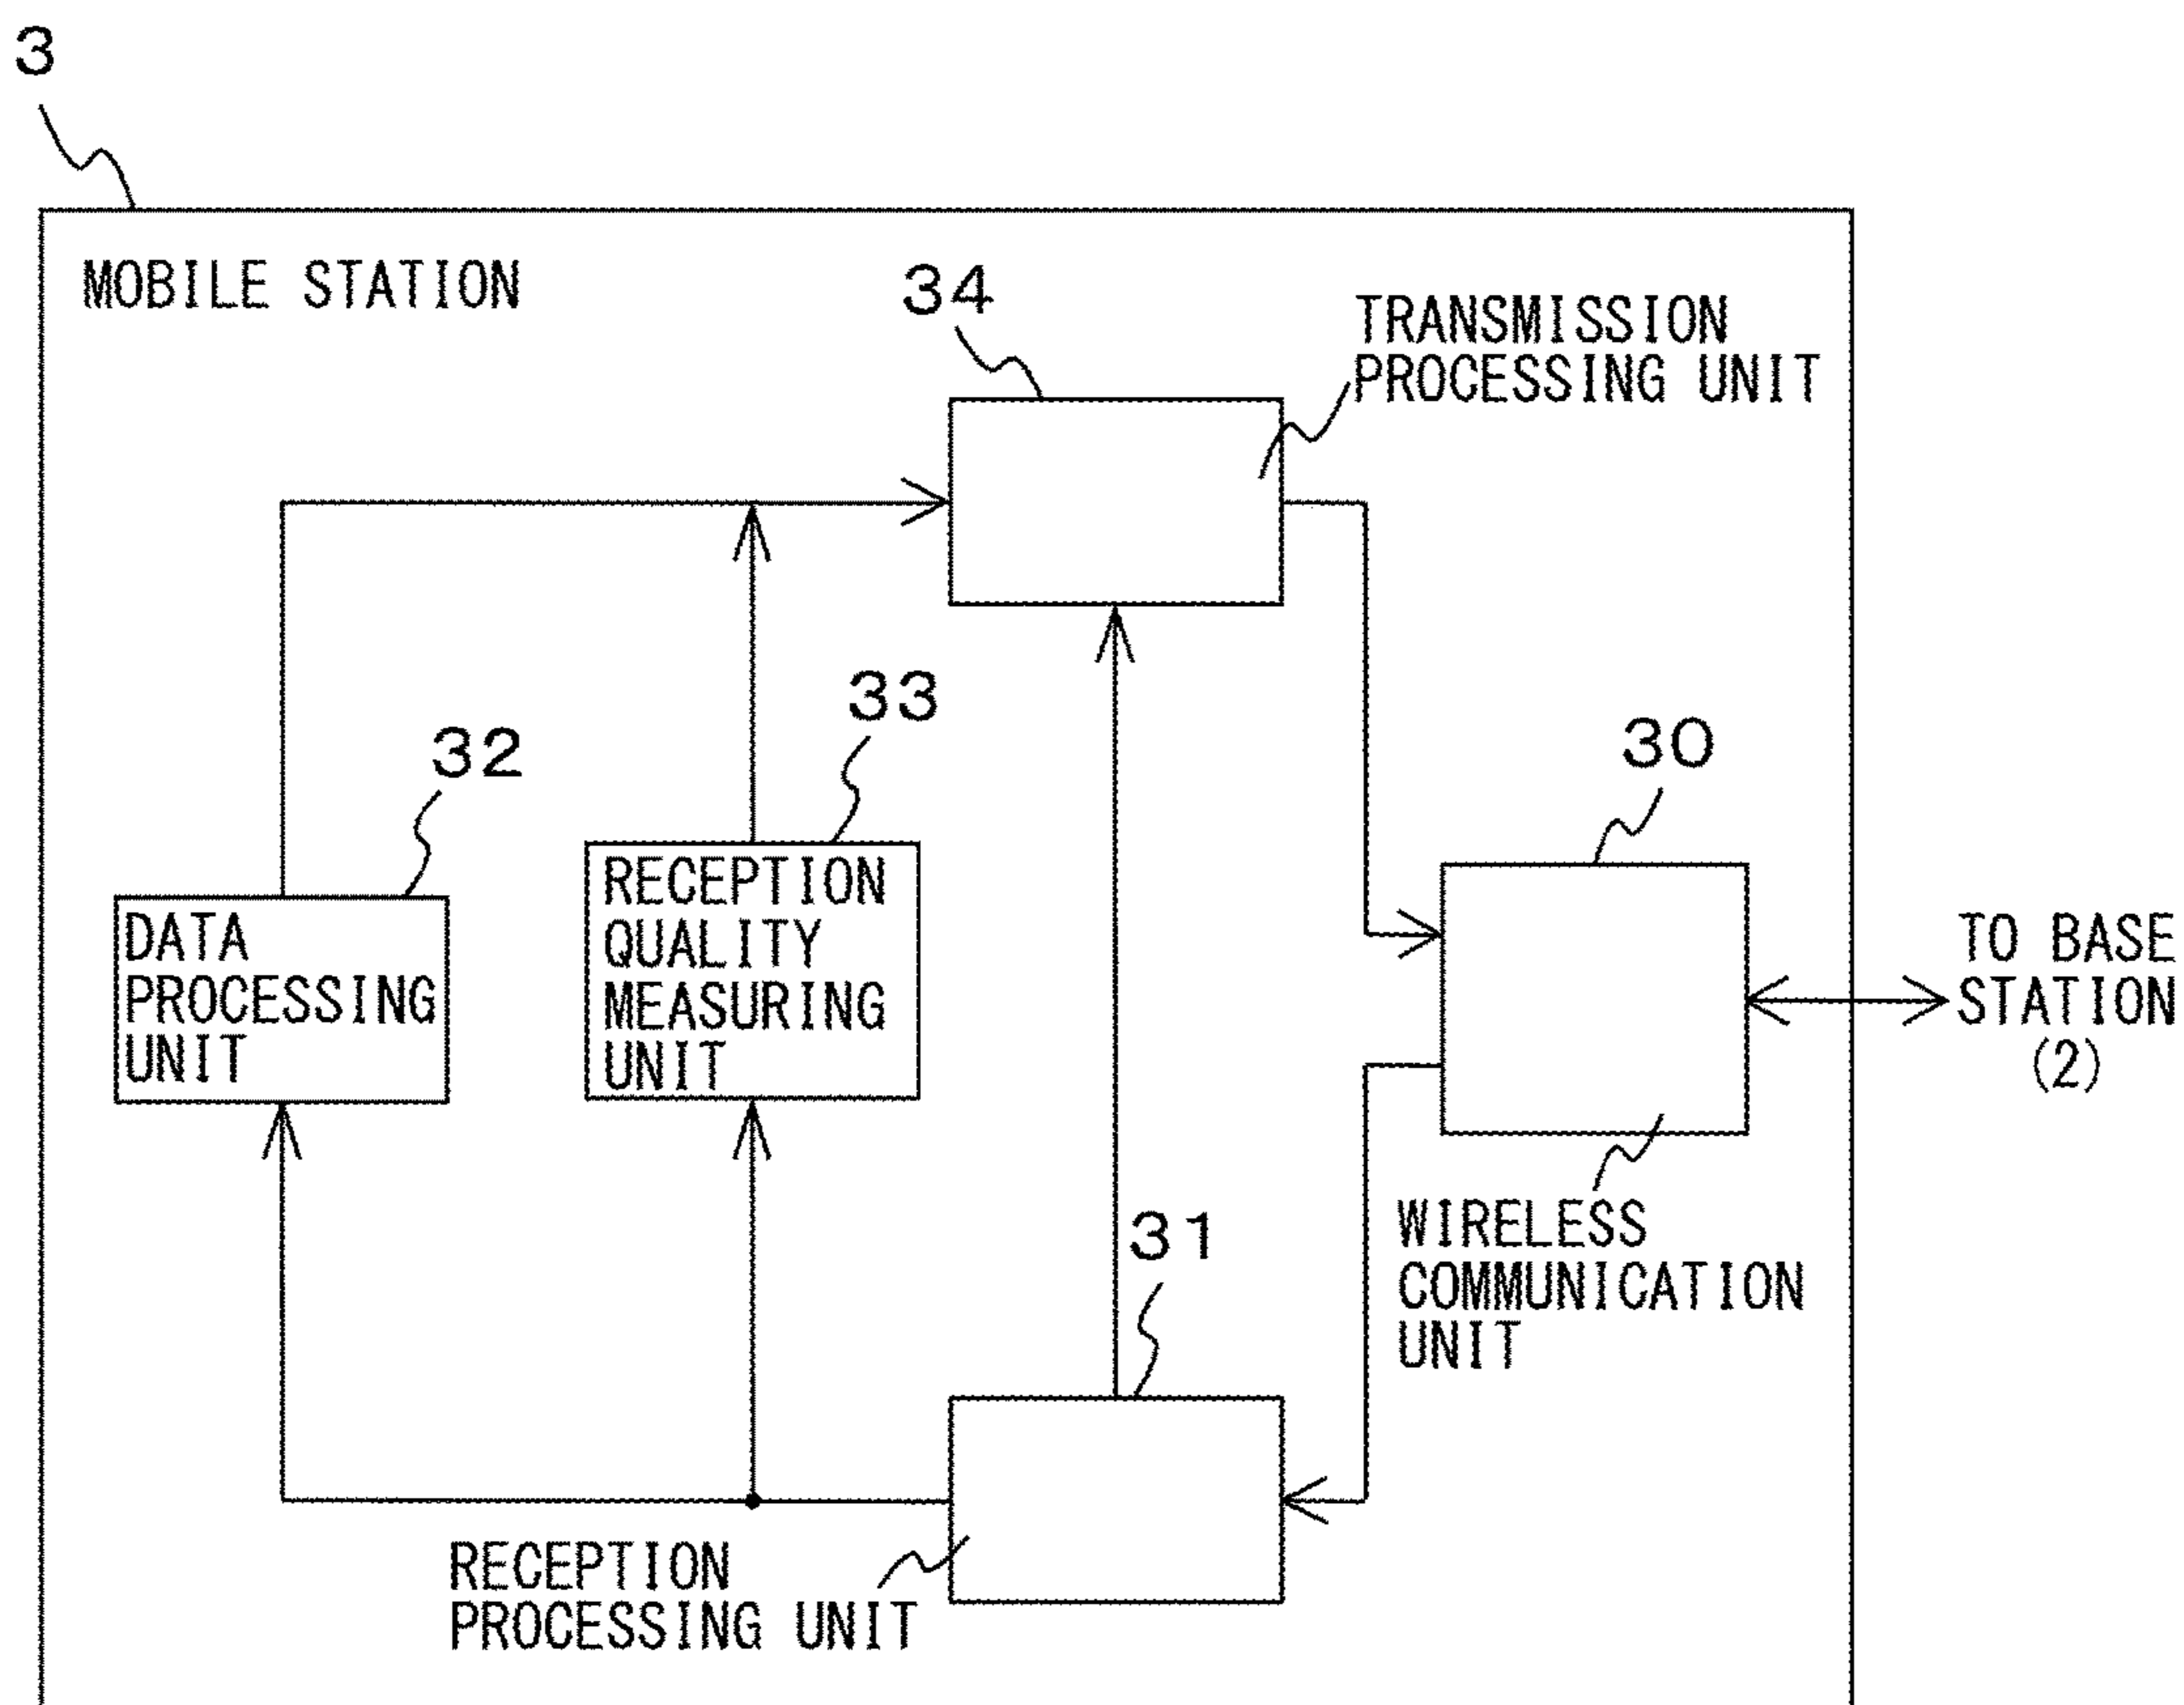 3
MOBILE STATION
34
TRANSMISSION
PROCESSING UNIT
33
32
30
RECEPTION
QUALITY
MEASURING
UNIT
DATA
PROCESSING
UNIT
TO BASE
STATION
(2)
31
WIRELESS
COMMUNICATION
UNIT
RECEPTION
PROCESSING UNIT